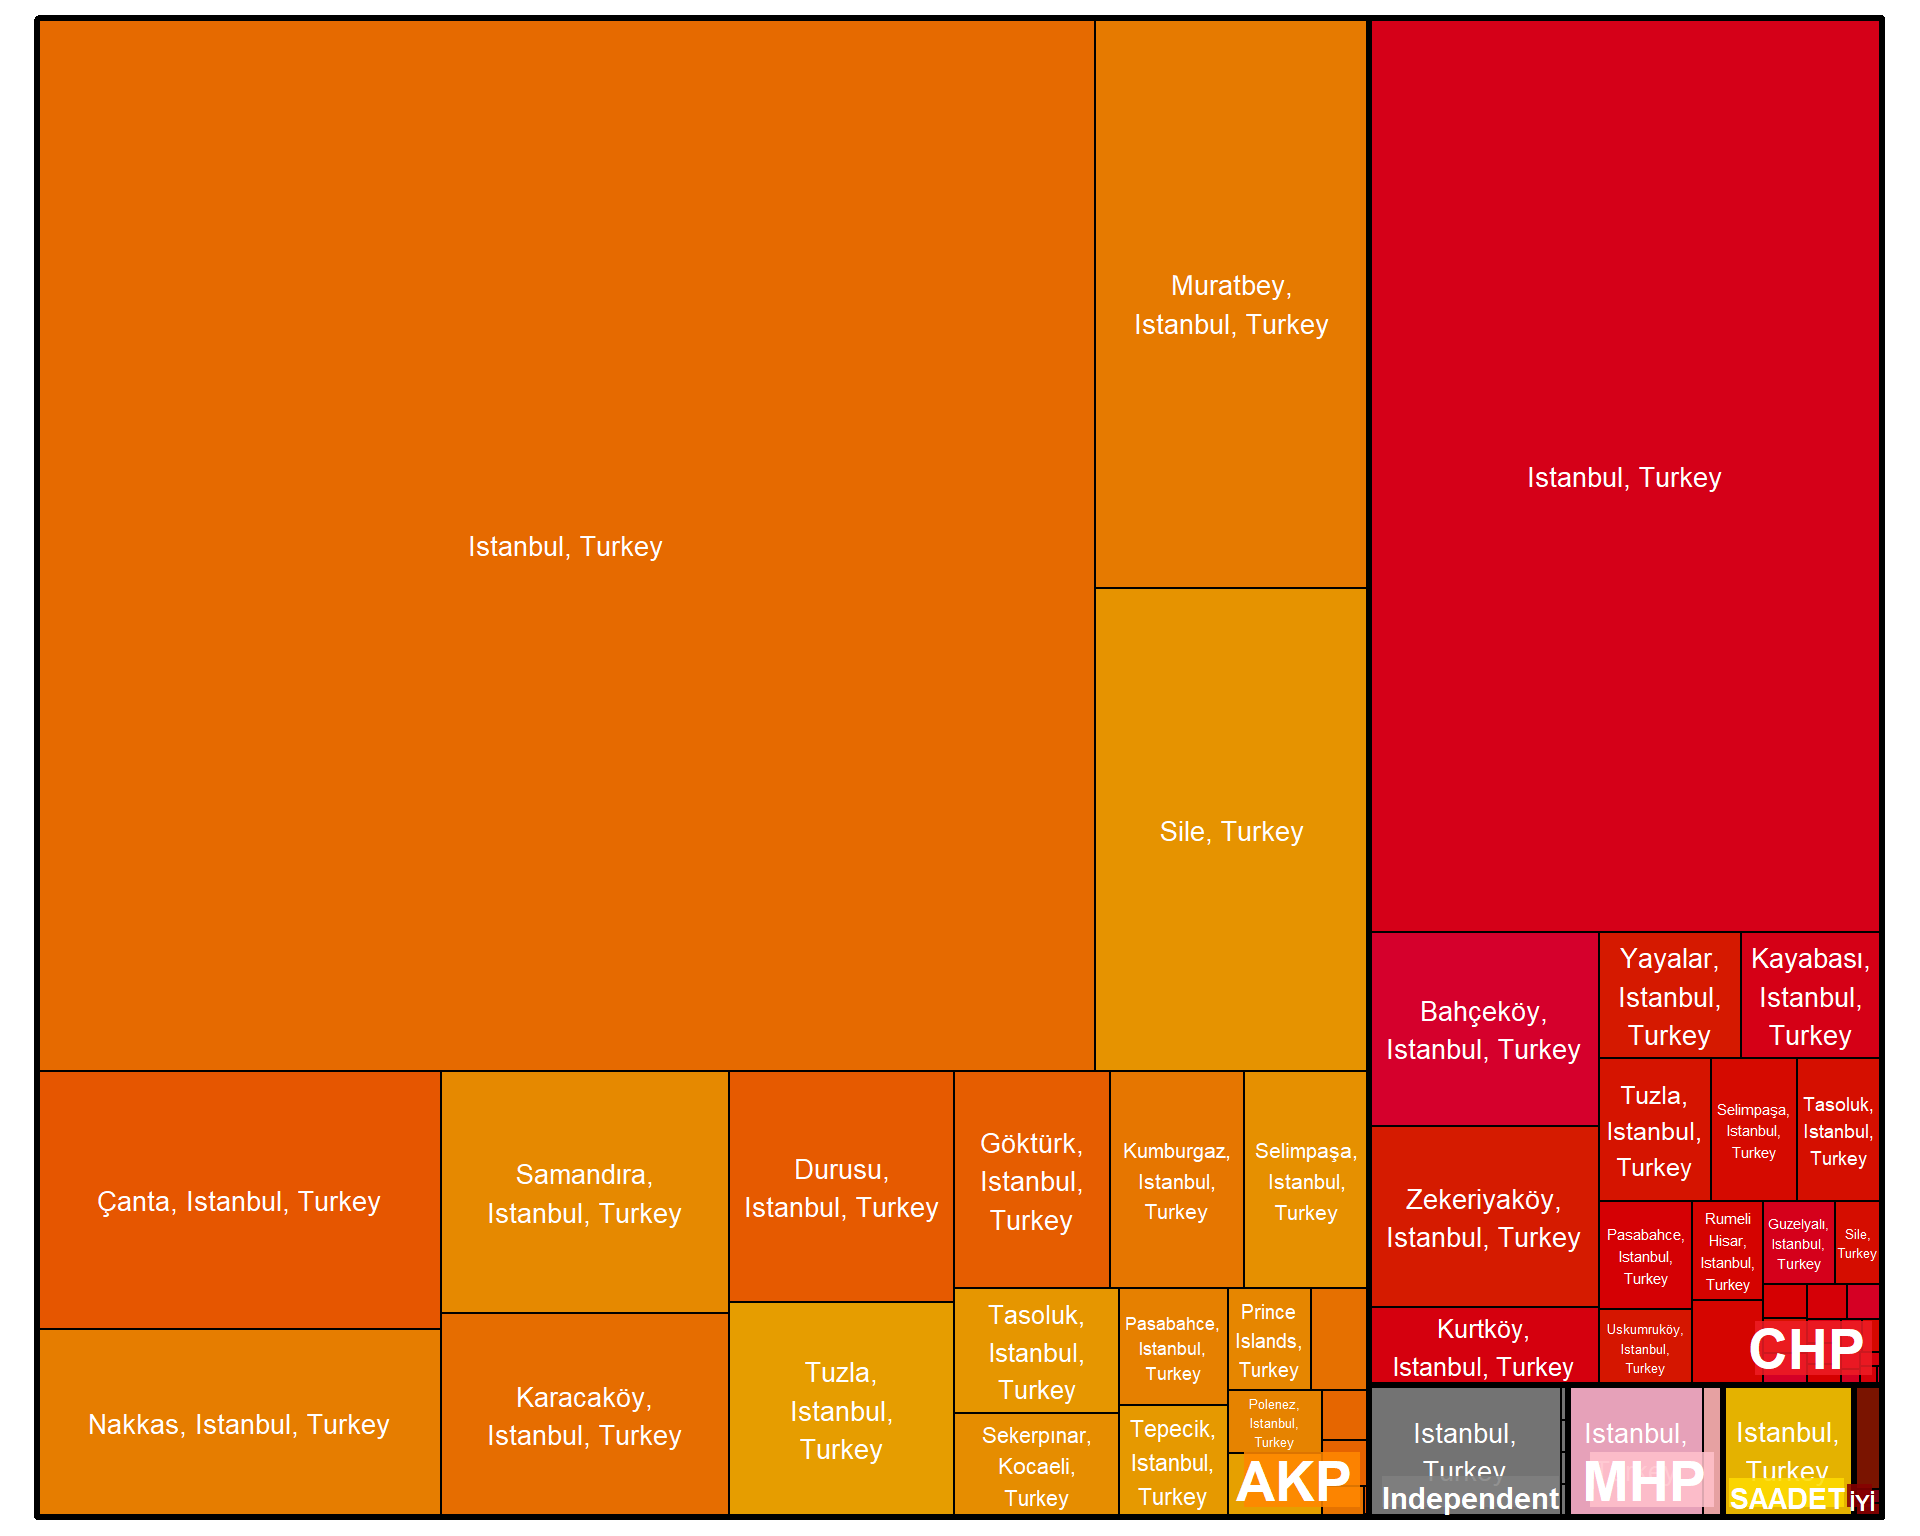 Istanbul, Turkey
Muratbey,
Istanbul, Turkey
Sile, Turkey
Çanta, Istanbul, Turkey
Nakkas, Istanbul, Turkey
Samandıra,
Istanbul, Turkey
Karacaköy,
Istanbul, Turkey
Durusu,
Istanbul, Turkey
Tuzla,
Istanbul,
Turkey
Göktürk,
Istanbul,
Turkey
Kumburgaz,
Istanbul,
Turkey
Selimpaşa,
Istanbul,
Turkey
Tasoluk,
Istanbul,
Turkey
Sekerpınar,
Kocaeli,
Turkey
Pasabahce,
Istanbul,
Turkey
Tepecik,
Istanbul,
Turkey
Prince
Islands,
Turkey
Polenez,
Istanbul,
Turkey
AKP
Istanbul, Turkey
Bahçeköy,
Istanbul, Turkey
Zekeriyaköy,
Istanbul, Turkey
Kurtköy,
Istanbul, Turkey
Yayalar,
Istanbul,
Turkey
Kayabası,
Istanbul,
Turkey
Tuzla,
Istanbul,
Turkey
Selimpaşa,
Istanbul,
Turkey
Tasoluk,
Istanbul,
Turkey
Pasabahce,
Istanbul,
Turkey
Rumeli
Hisar,
Istanbul,
Turkey
Guzelyalı,
Istanbul,
Turkey
Sile,
Turkey
Uskumruköy,
Istanbul,
Turkey
CHP
Istanbul,
Turkey
Independent
Istanbul,
Turkey
MHP
Istanbul,
Turkey
SAADET
İYİ